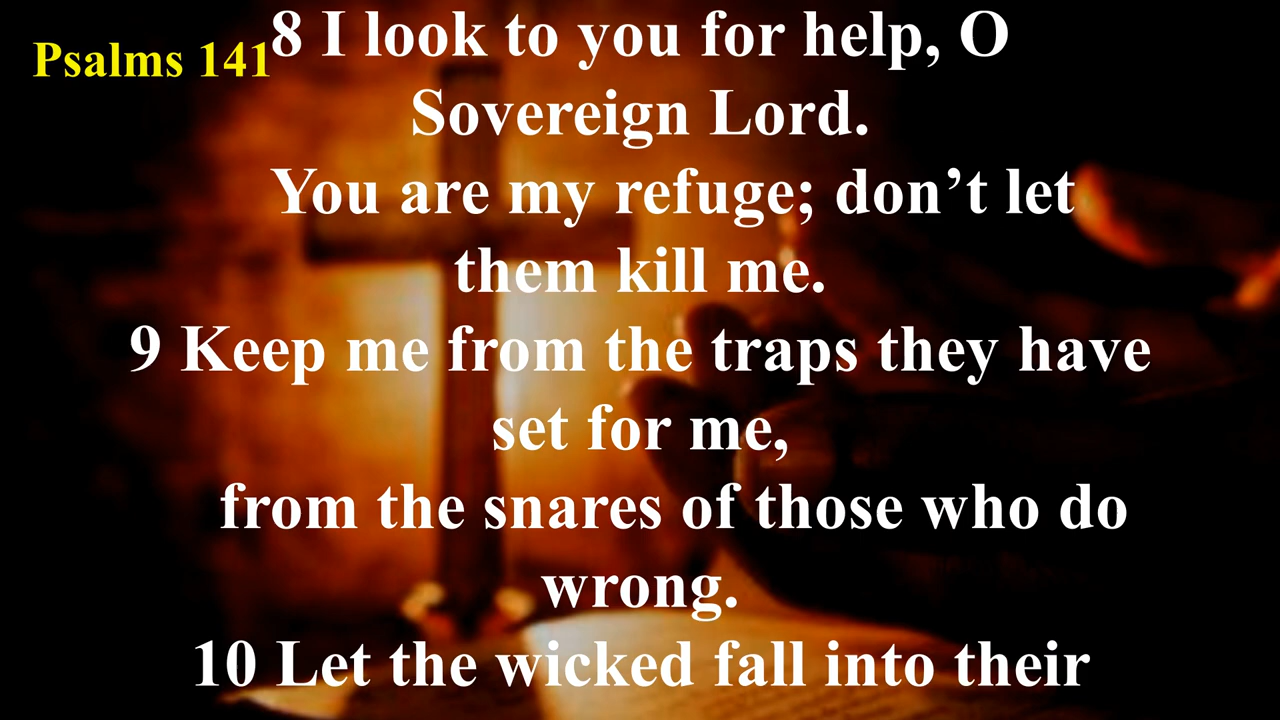 Psalms 141
8 I look to you for help, O
Sovereign Lord.
You are my refuge; don’t let
them kill me.
9 Keep me from the traps they have
set for me,
from the snares of those who do
wrong.
10 Let the wicked fall into their